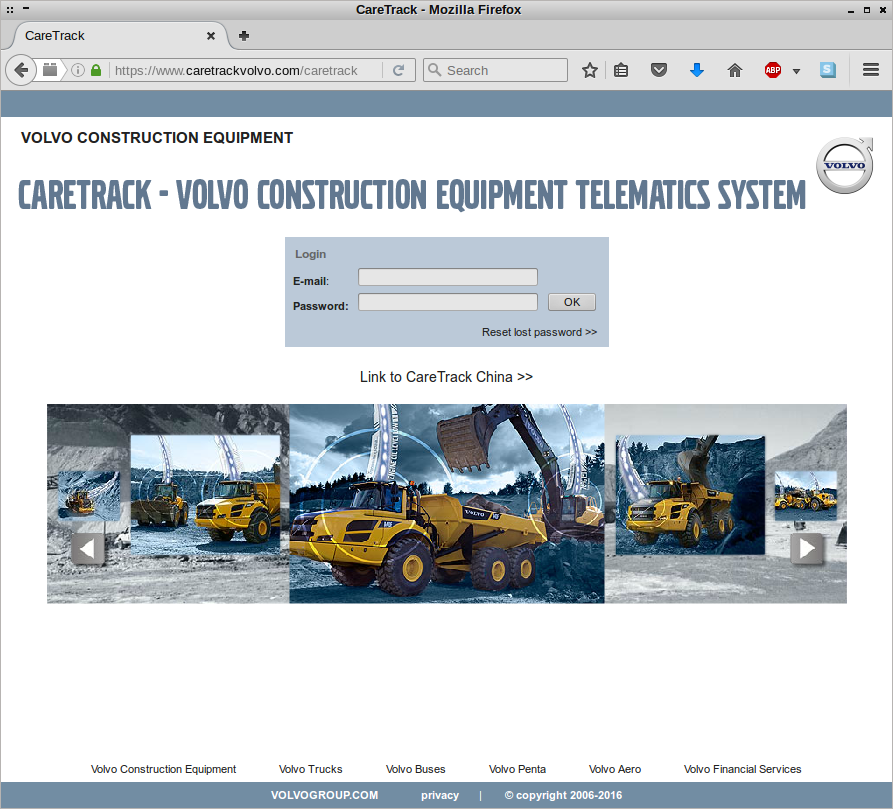 CareTrack - Mozilla Firefox
CareTrack
https://www.caretrackvolvo.com/caretrack
Search
ABP
S
VOLVO CONSTRUCTION EQUIPMENT
VOLVO
CARETRACK - VOLVO CONSTRUCTION EQUIPMENT TELEMATICS SYSTEM
Login
E-mail:
Password:
OK
Reset lost password >>
Link to CareTrack China >>
VOLVO
Volvo Construction Equipment Volvo Trucks Volvo Buses Volvo Penta Volvo Aero Volvo Financial Services
VOLVOGROUP.COM privacy | © copyright 2006-2016